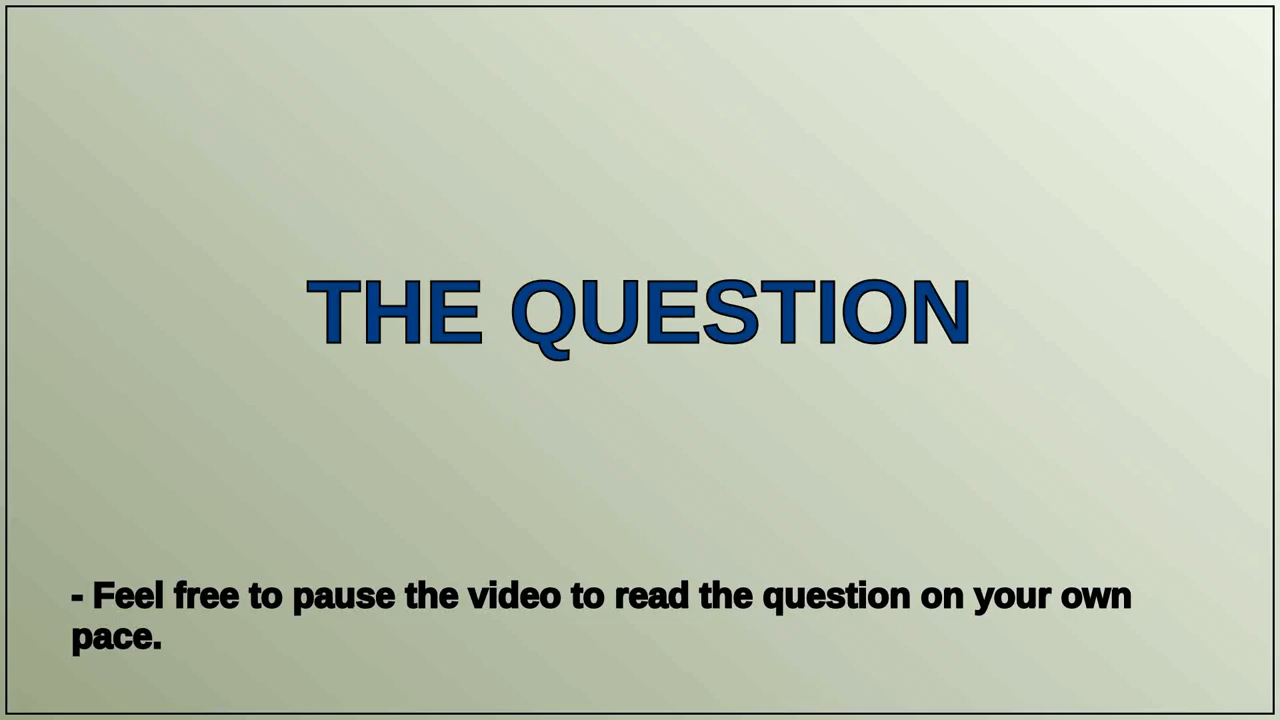 THE QUESTION
- Feel free to pause the video to read the question on your own
pace.